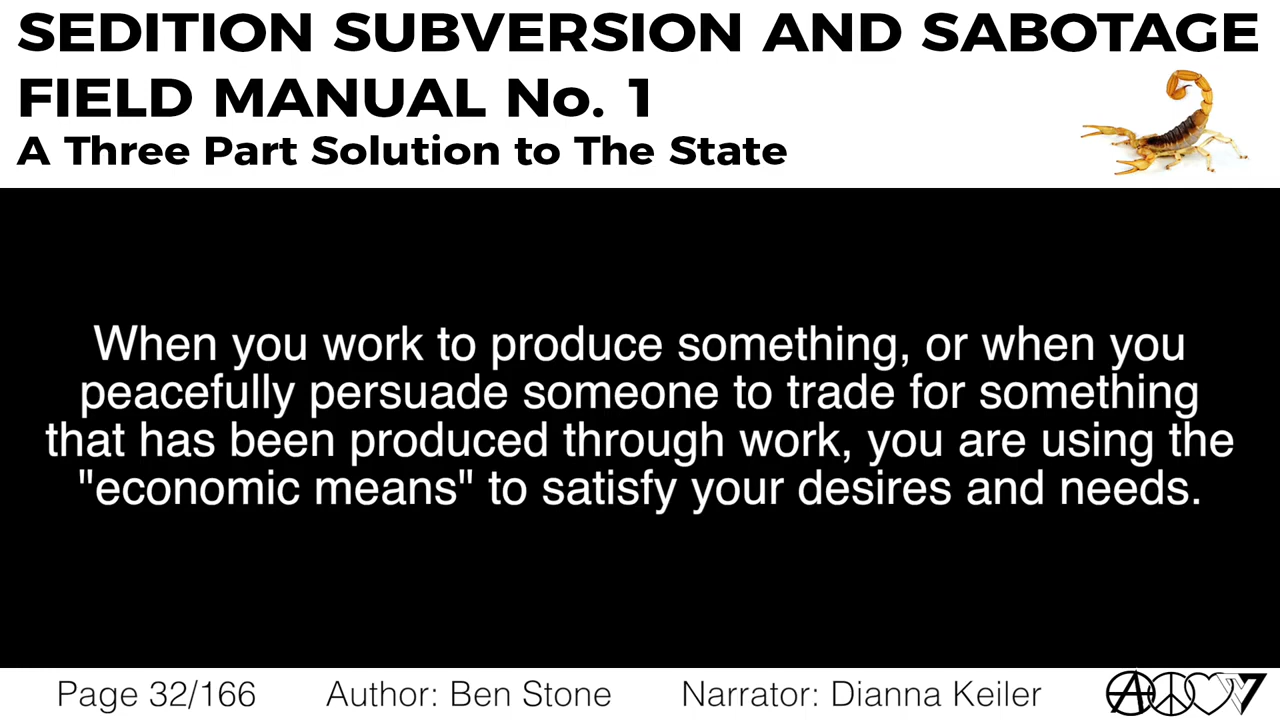 SEDITION SUBVERSION AND SABOTAGE
FIELD MANUAL No. 1
A Three Part Solution to The State
When you work to produce something, or when you
peacefully persuade someone to trade for something
that has been produced through work, you are using the
"economic means" to satisfy your desires and needs.
Page 32/166 Author: Ben Stone Narrator: Dianna Keiler